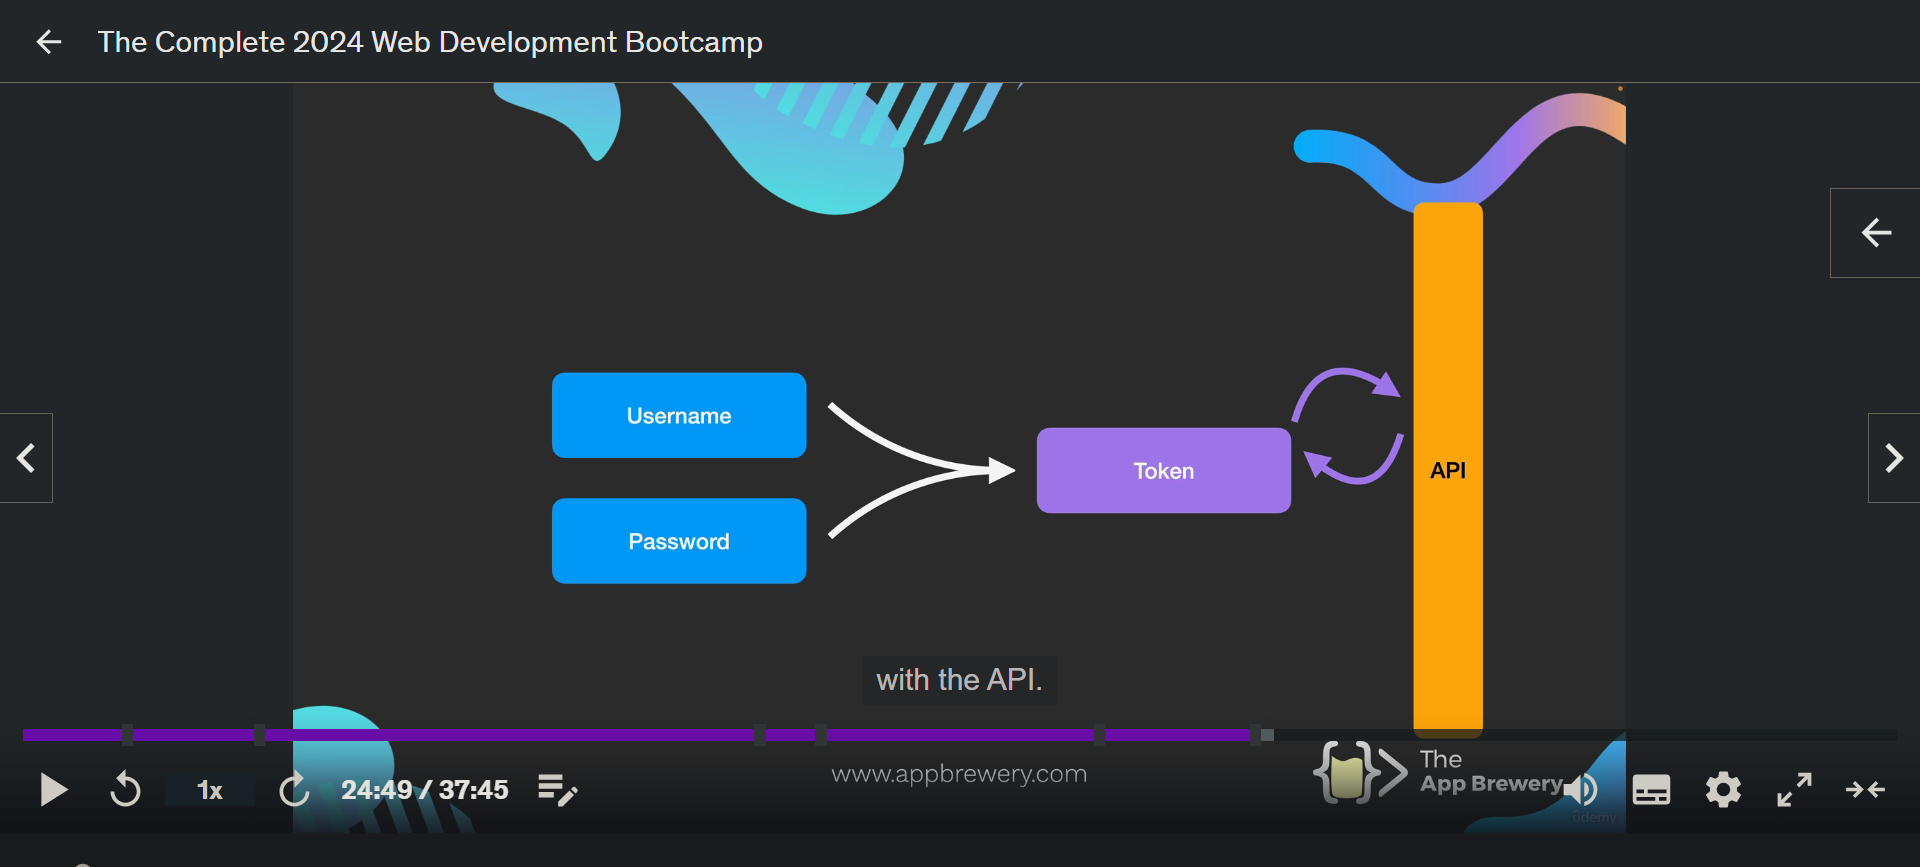 The Complete 2024 Web Development Bootcamp
Username
Password
Token
API
with the API.
www.appbrewery.com
The
App Brewery
1x
24:49 / 37:45
udemy